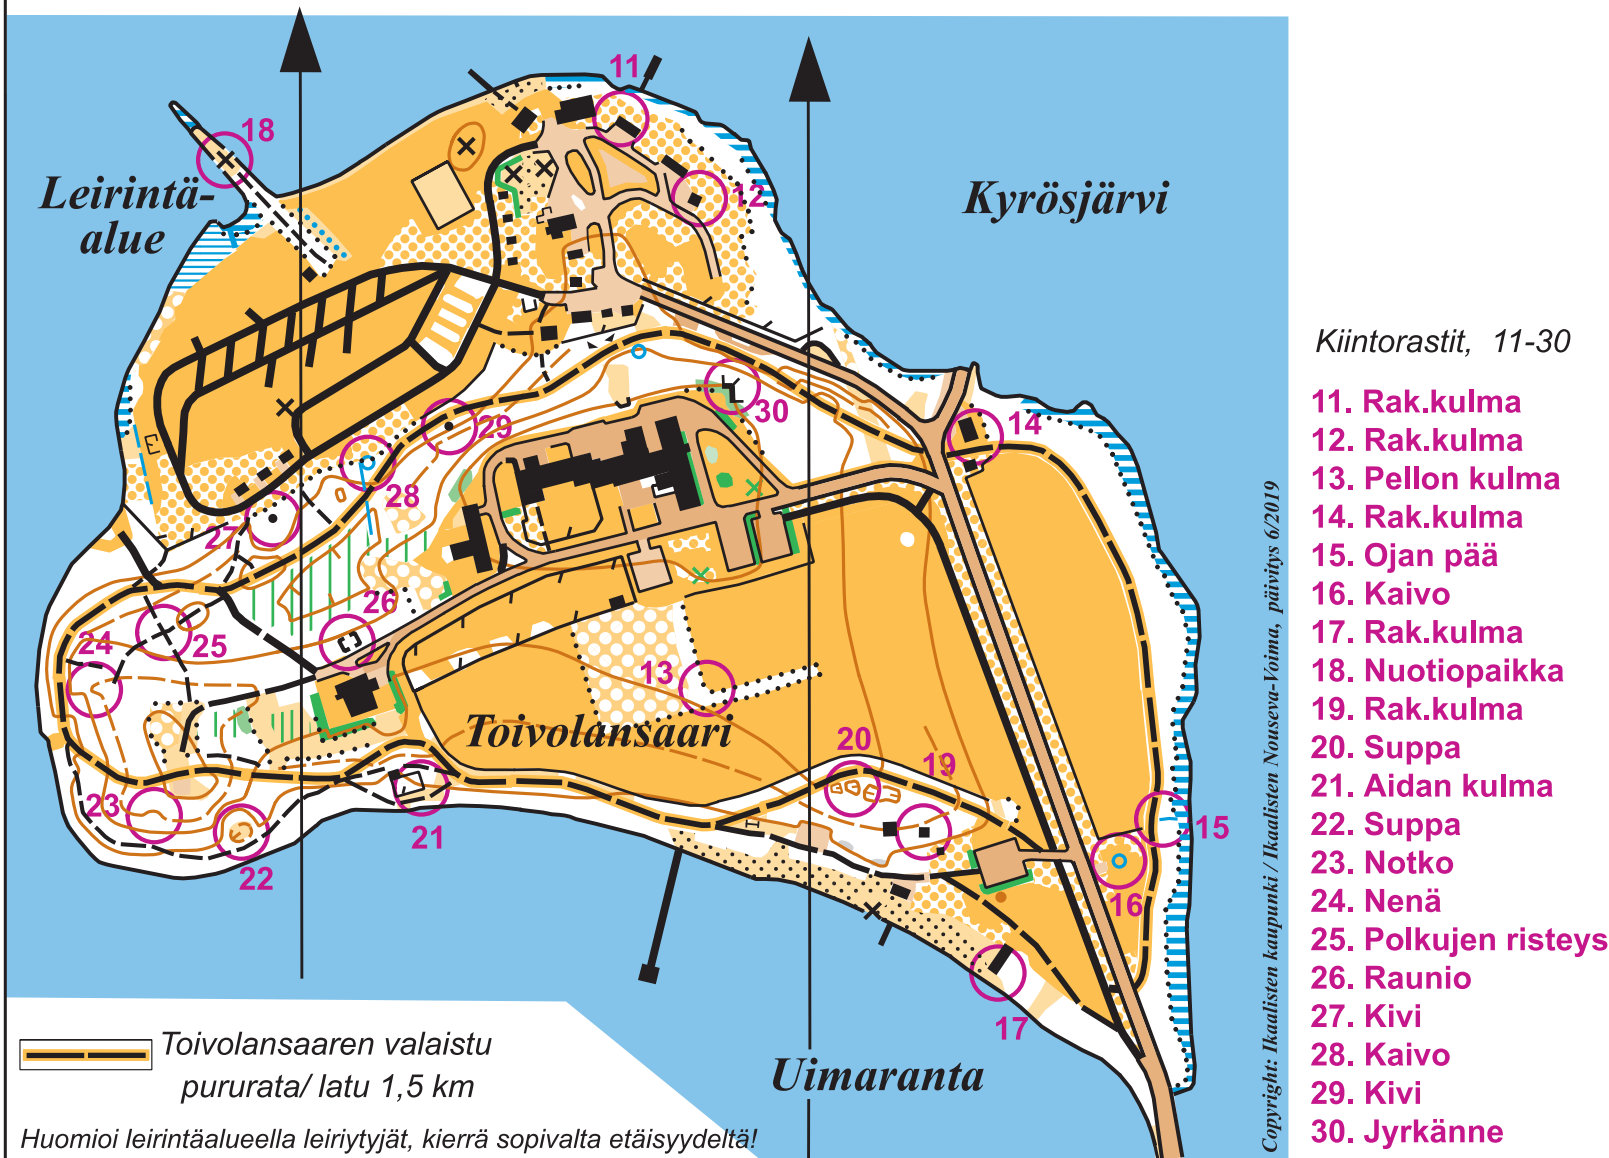 11
18
Leirintä-
alue
12
Kyrösjärvi
30
29
14
28
27
26
24
25
13
Toivolansaari
20
19
23
21
22
15
16
17
Uimaranta
Toivolansaaren valaistu
pururata/ latu 1,5 km
Huomioi leirintäalueella leiriytyjät, kierrä sopivalta etäisyydeltä!
Copyright: Ikaalisten kaupunki / Ikaalisten Nouseva-Voima, päivitys 6/2019
Kiintorastit, 11-30
11. Rak.kulma
12. Rak.kulma
13. Pellon kulma
14. Rak.kulma
15. Ojan pää
16. Kaivo
17. Rak.kulma
18. Nuotiopaikka
19. Rak.kulma
20. Suppa
21. Aidan kulma
22. Suppa
23. Notko
24. Nenä
25. Polkujen risteys
26. Raunio
27. Kivi
28. Kaivo
29. Kivi
30. Jyrkänne